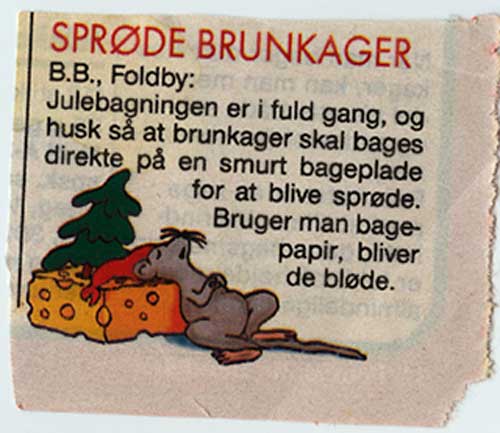 SPRØDE BRUNKAGER
B.B., Foldby:
Julebagningen er i fuld gang, og
husk så at brunkager skal bages
direkte på en smurt bageplade
for at blive sprøde.
Bruger man bage-
papir, bliver
de bløde.